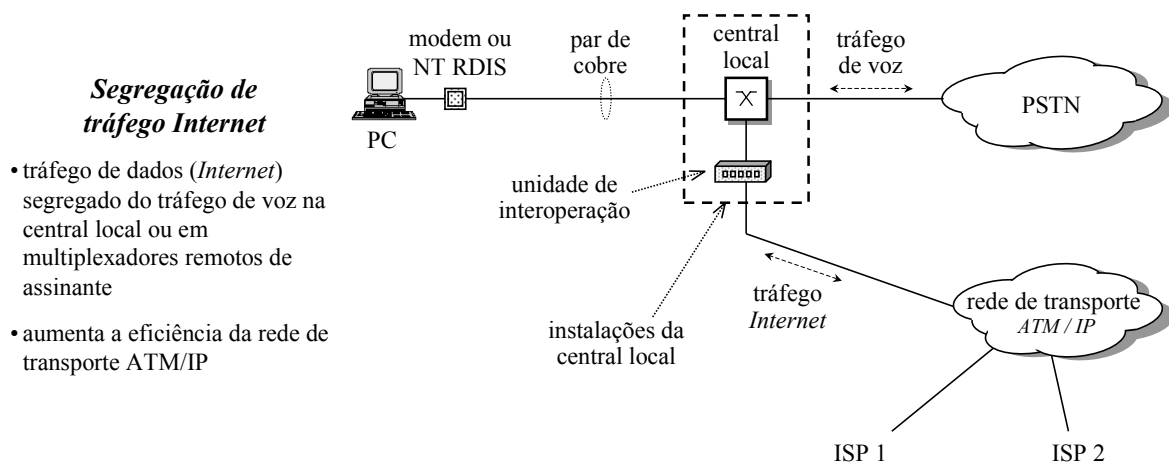 Segregação de
tráfego Internet
• tráfego de dados (Internet)
segregado do tráfego de voz na
central local ou em
multiplexadores remotos de
assinante
• aumenta a eficiência da rede de
transporte ATM/IP
modem ou
NT RDIS
PC
par de
cobre
central
local
tráfego
de voz
PSTN
unidade de
interoperação
instalações da
central local
tráfego
Internet
rede de transporte
ATM / IP
ISP 1
ISP 2